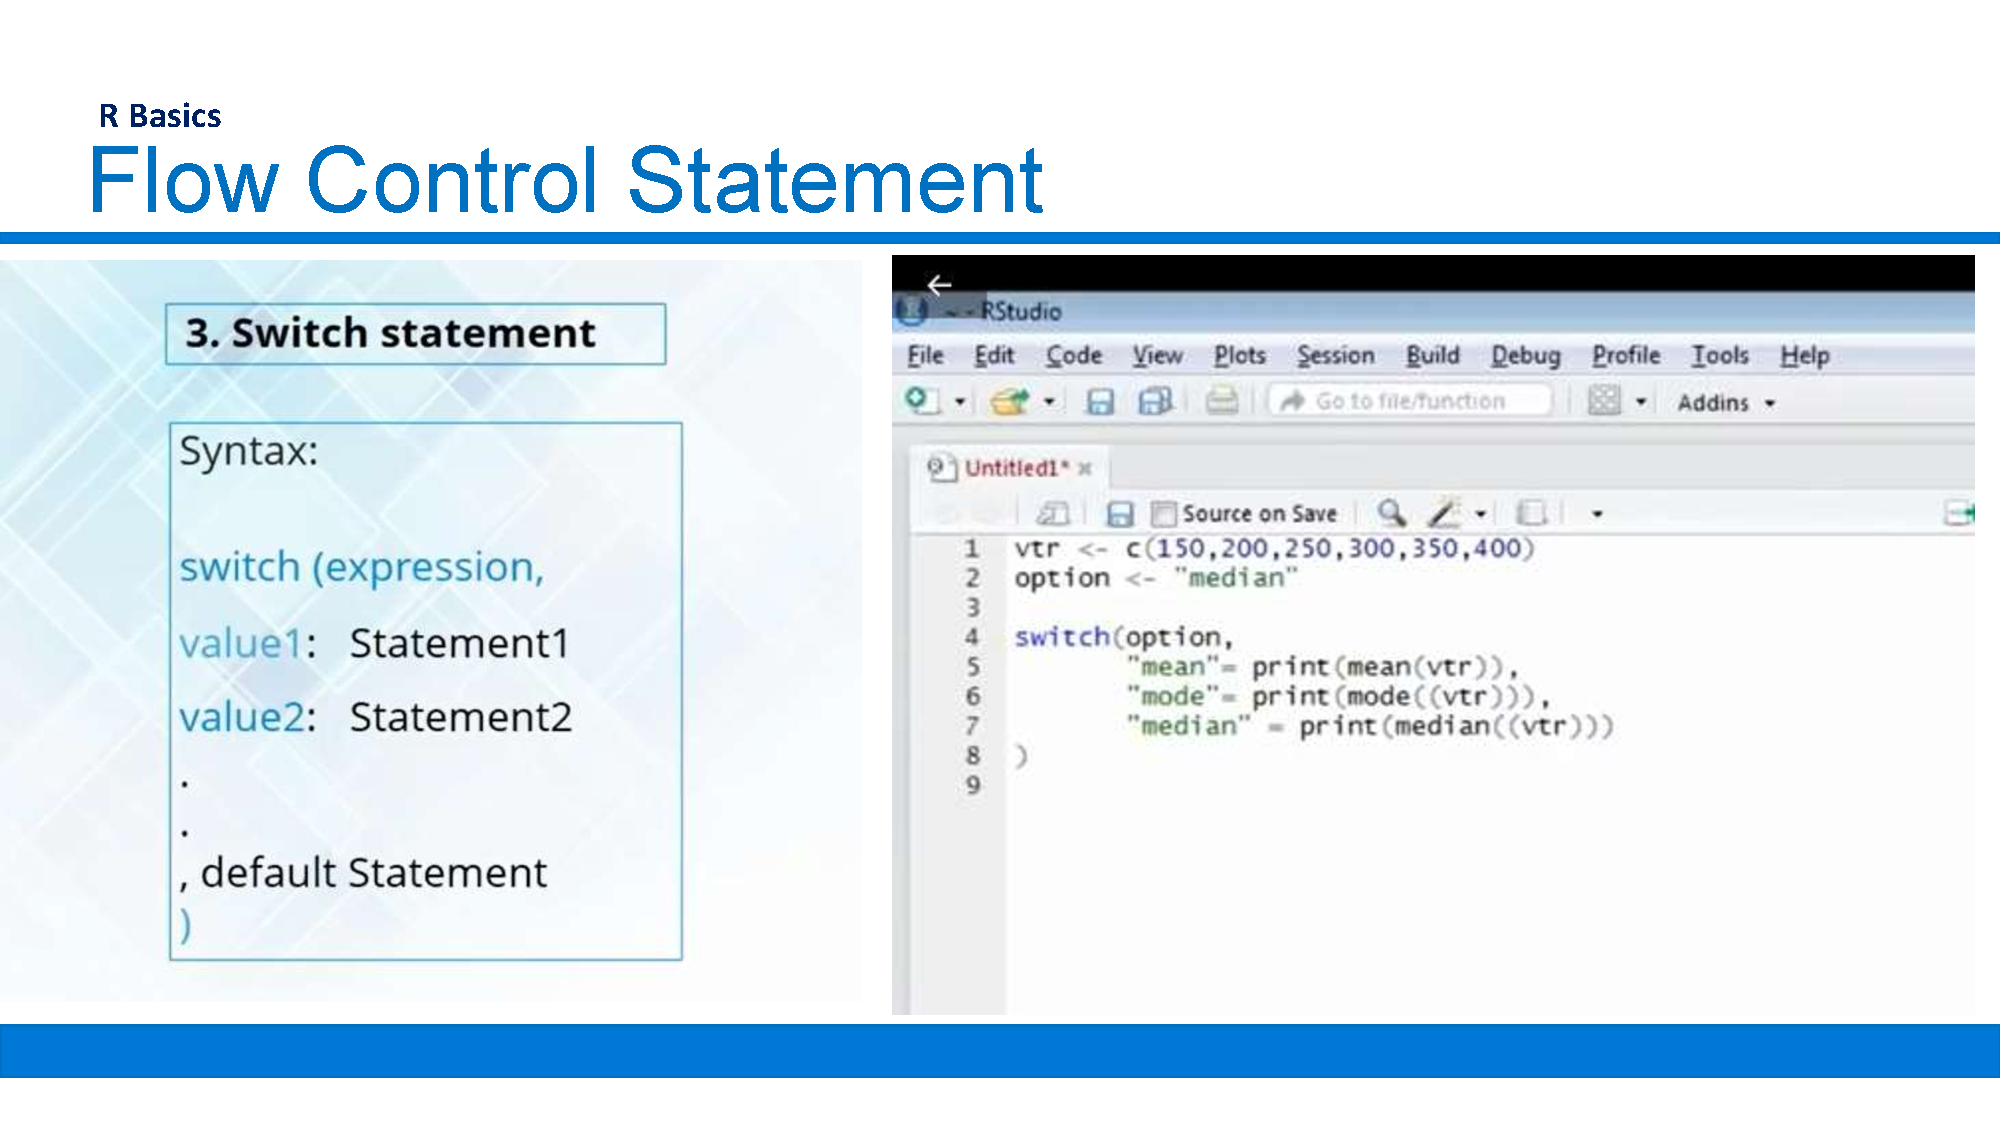 R Basics
Flow Control Statement
3. Switch statement
Syntax:
switch (expression,
value1: Statement1
value2: Statement2
.
.
, default Statement
)
RStudio
File Edit Code View Plots Session Build Debug Profile Tools Help
Go to file/function Addins
Untitled1*
Source on Save
1 vtr <- c(150,200,250,300,350,400)
2 option <- "median"
3
4 switch(option,
5 "mean"= print(mean(vtr)),
6 "mode"= print(mode((vtr))),
7 "median" = print(median((vtr)))
8 )
9